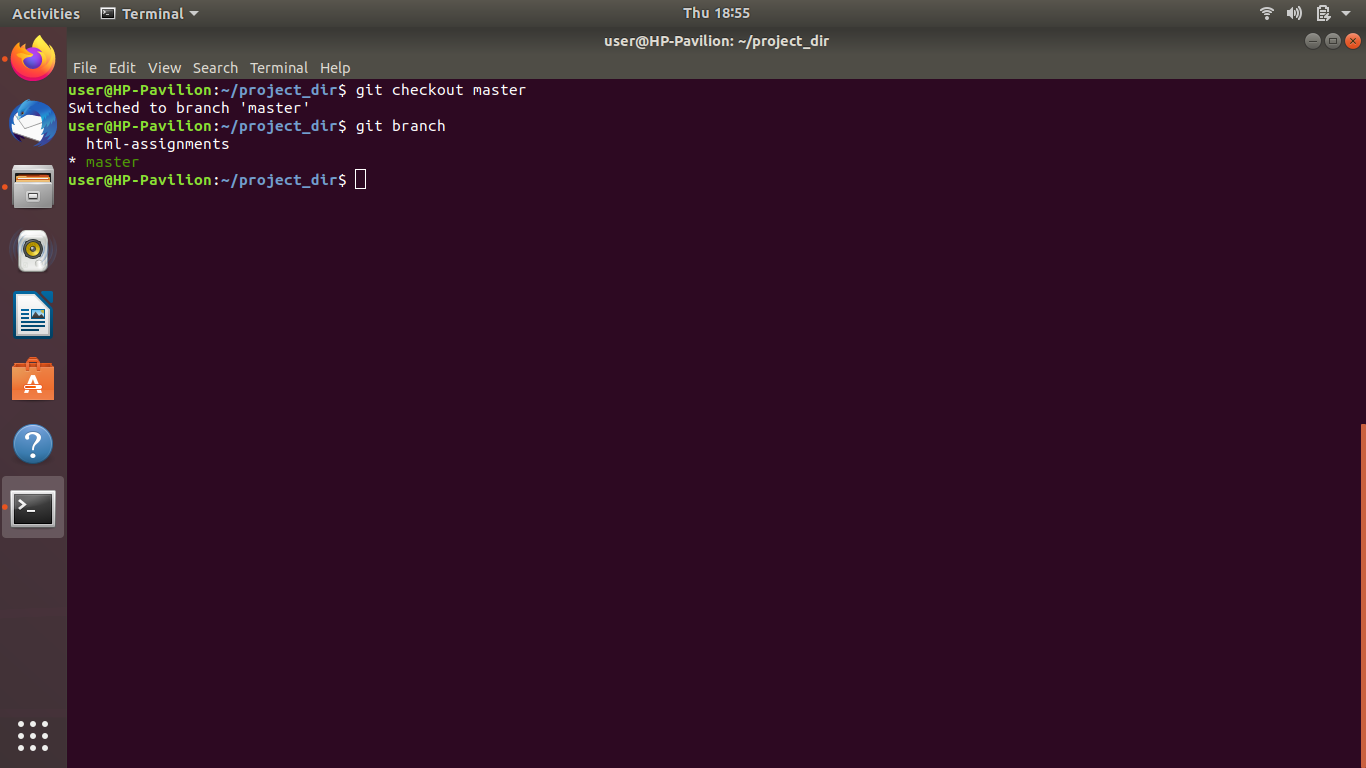 Activities Terminal Thu 18:55
user@HP-Pavilion: ~/project_dir
File Edit View Search Terminal Help
user@HP-Pavilion:~/project_dir$ git checkout master
Switched to branch 'master'
user@HP-Pavilion:~/project_dir$ git branch
  html-assignments
* master
user@HP-Pavilion:~/project_dir$